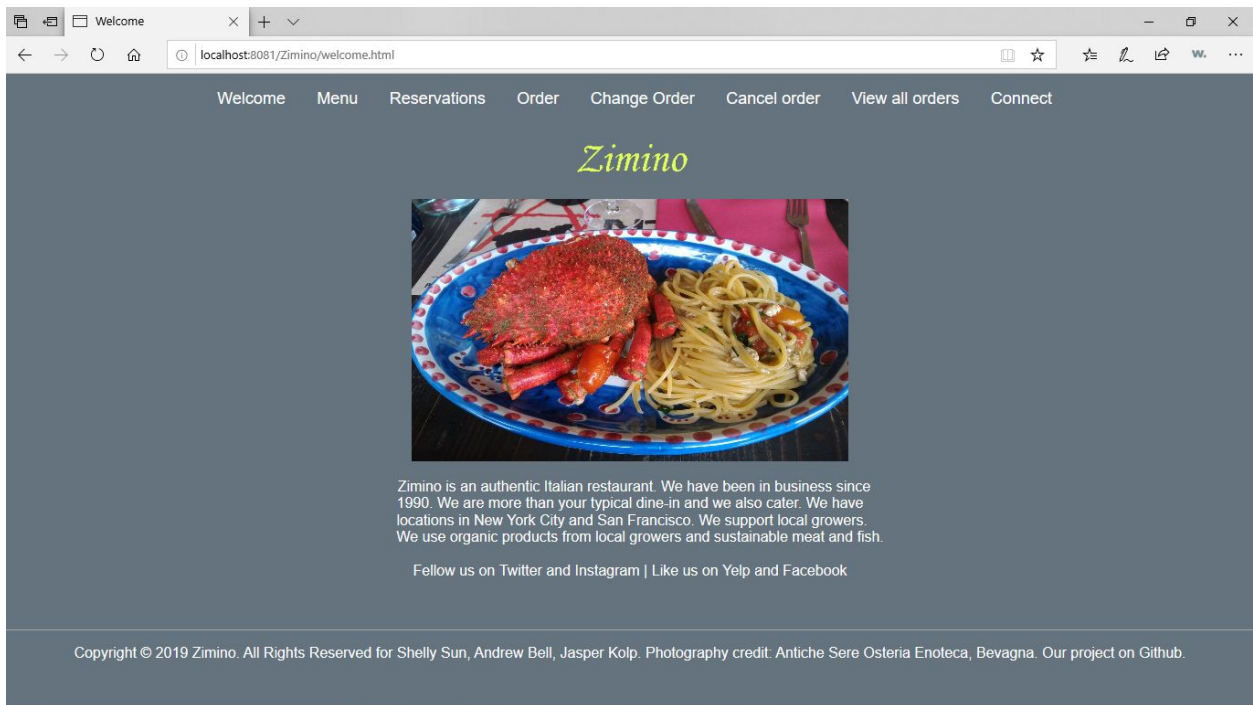 Welcome
localhost:8081/Zimino/welcome.html
W.
Welcome Menu Reservations Order Change Order Cancel order View all orders Connect
Zimino
Zimino is an authentic Italian restaurant. We have been in business since
1990. We are more than your typical dine-in and we also cater. We have
locations in New York City and San Francisco. We support local growers.
We use organic products from local growers and sustainable meat and fish.
Fellow us on Twitter and Instagram | Like us on Yelp and Facebook
Copyright © 2019 Zimino. All Rights Reserved for Shelly Sun, Andrew Bell, Jasper Kolp. Photography credit: Antiche Sere Osteria Enoteca, Bevagna. Our project on Github.